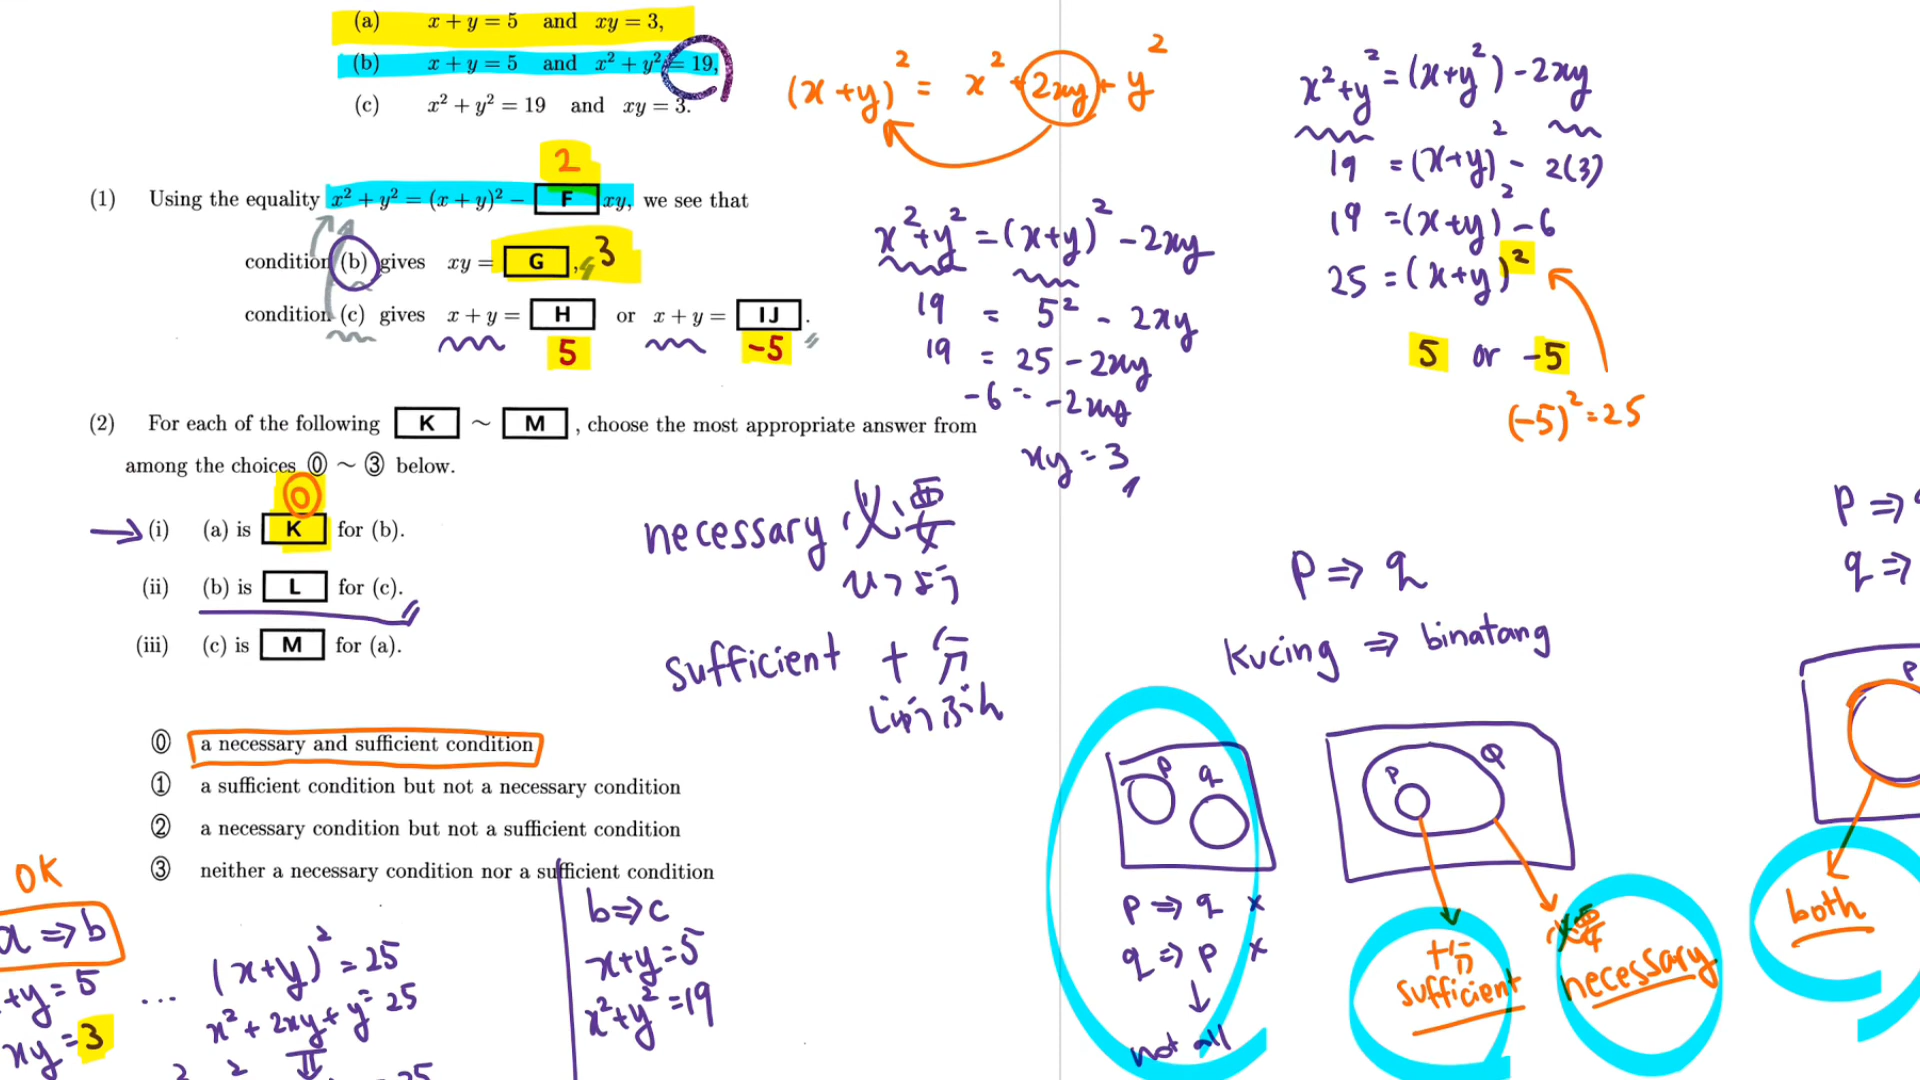 (a) x + y = 5 and xy = 3,
(b) x + y = 5 and x² + y² = 19,
(c) x² + y² = 19 and xy = 3.
2
(1) Using the equality x² + y² = (x + y)² − F xy, we see that
condition (b) gives xy = G , 3
condition (c) gives x + y = H or x + y = IJ .
5 -5
(2) For each of the following K ~ M , choose the most appropriate answer from
among the choices ⓪ ~ ③ below.
0
(i) (a) is K for (b).
(ii) (b) is L for (c).
(iii) (c) is M for (a).
⓪ a necessary and sufficient condition
① a sufficient condition but not a necessary condition
② a necessary condition but not a sufficient condition
③ neither a necessary condition nor a sufficient condition
OK
a ⇒ b
+y = 5
xy = 3
... (x+y)² = 25
x² + 2xy + y² = 25
b ⇒ c
x+y = 5
x²+y² = 19
(x+y)² = x² + 2xy + y²
x²+y² = (x+y)² - 2xy
19 = 5² - 2xy
19 = 25 - 2xy
-6 = -2xy
xy = 3
x²+y² = (x+y²) - 2xy
19 = (x+y)² - 2(3)
19 = (x+y)² - 6
25 = (x+y)²
5 or -5
(-5)² = 25
necessary 必要
ひつよう
sufficient 十分
じゅうぶん
p ⇒ q
kucing ⇒ binatang
P q
p ⇒ q ×
q ⇒ p ×
↓
not all
P Q
十分
sufficient
必要
necessary
P ⇒
q ⇒
P
both